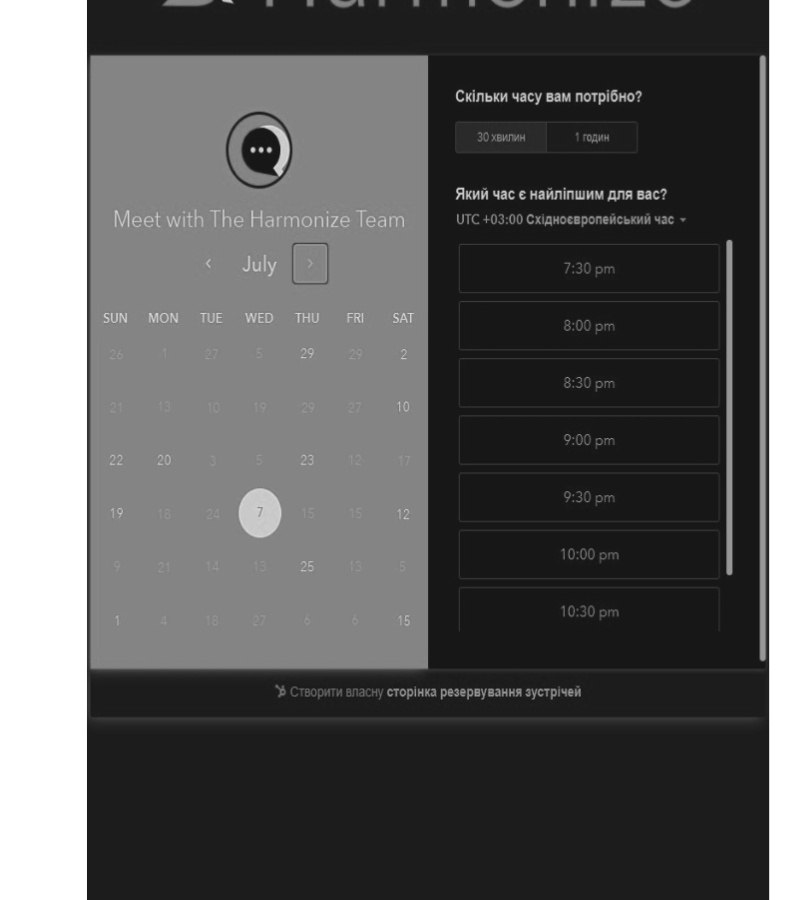 Harmonize
Meet with The Harmonize Team
July
SUN MON TUE WED THU FRI SAT
26 1 27 5 29 29 2
21 13 10 19 29 27 10
22 20 3 5 23 12 17
19 18 24 7 15 15 12
9 21 14 13 25 13 5
1 4 18 27 6 6 15
Скільки часу вам потрібно?
30 хвилин 1 годин
Який час є найліпшим для вас?
UTC +03:00 Східноєвропейський час
7:30 pm
8:00 pm
8:30 pm
9:00 pm
9:30 pm
10:00 pm
10:30 pm
Створити власну сторінка резервування зустрічей